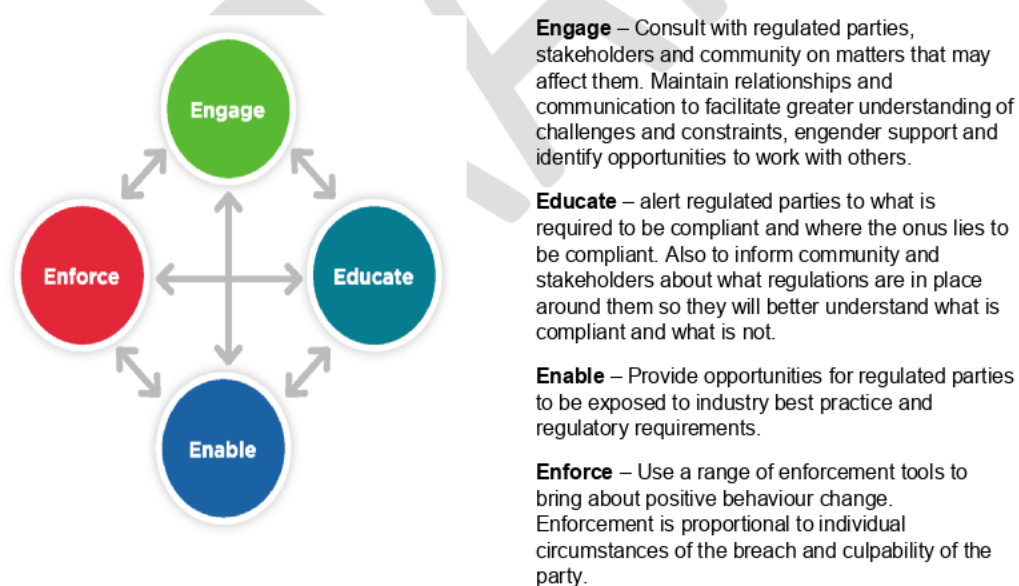 Engage
Enforce
Educate
Enable
Engage – Consult with regulated parties,
stakeholders and community on matters that may
affect them. Maintain relationships and
communication to facilitate greater understanding of
challenges and constraints, engender support and
identify opportunities to work with others.
Educate – alert regulated parties to what is
required to be compliant and where the onus lies to
be compliant. Also to inform community and
stakeholders about what regulations are in place
around them so they will better understand what is
compliant and what is not.
Enable – Provide opportunities for regulated parties
to be exposed to industry best practice and
regulatory requirements.
Enforce – Use a range of enforcement tools to
bring about positive behaviour change.
Enforcement is proportional to individual
circumstances of the breach and culpability of the
party.